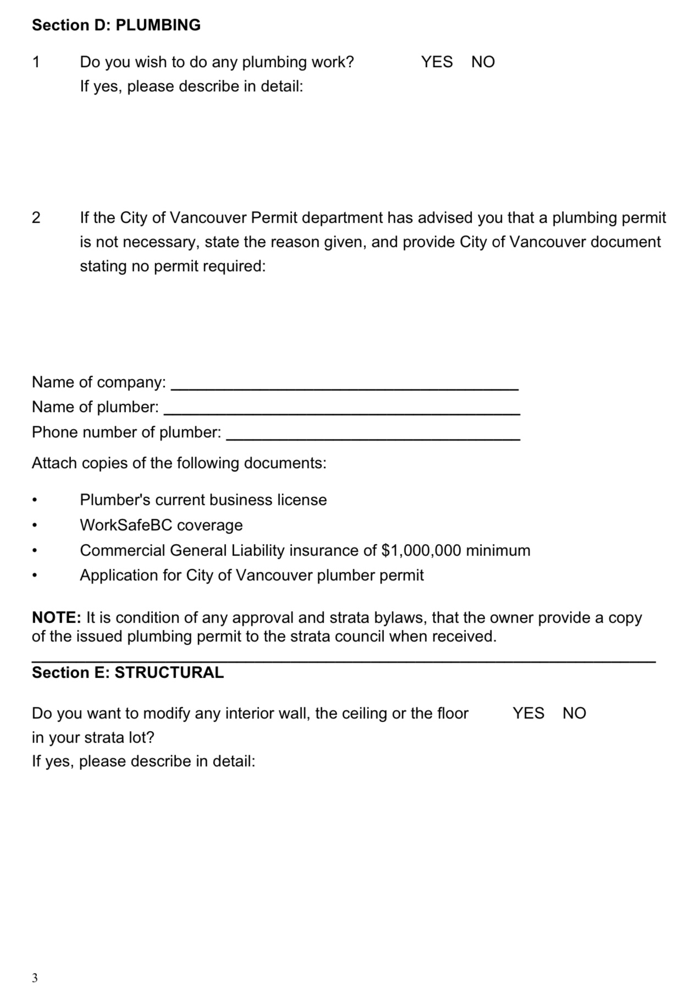 Section D: PLUMBING
1 Do you wish to do any plumbing work? YES NO
If yes, please describe in detail:
2 If the City of Vancouver Permit department has advised you that a plumbing permit
is not necessary, state the reason given, and provide City of Vancouver document
stating no permit required:
Name of company: ______________________________________
Name of plumber: ______________________________________
Phone number of plumber: ________________________________
Attach copies of the following documents:
• Plumber's current business license
• WorkSafeBC coverage
• Commercial General Liability insurance of $1,000,000 minimum
• Application for City of Vancouver plumber permit
NOTE: It is condition of any approval and strata bylaws, that the owner provide a copy
of the issued plumbing permit to the strata council when received.
Section E: STRUCTURAL
Do you want to modify any interior wall, the ceiling or the floor YES NO
in your strata lot?
If yes, please describe in detail:
3